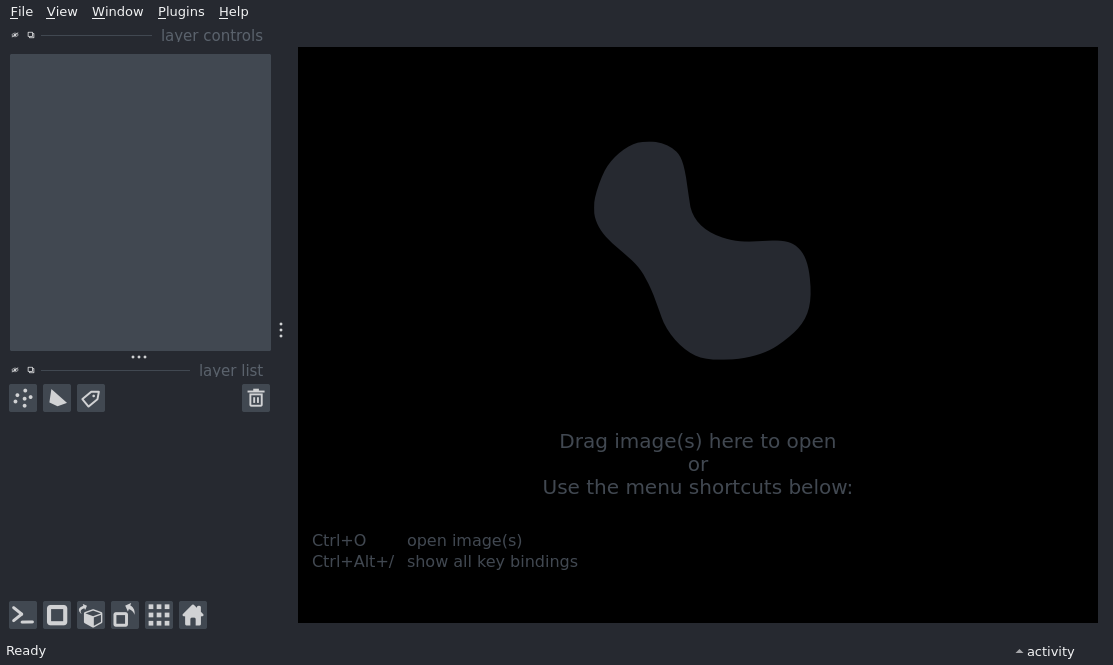 File View Window Plugins Help
layer controls
layer list
Drag image(s) here to open
or
Use the menu shortcuts below:
Ctrl+O open image(s)
Ctrl+Alt+/ show all key bindings
Ready
activity